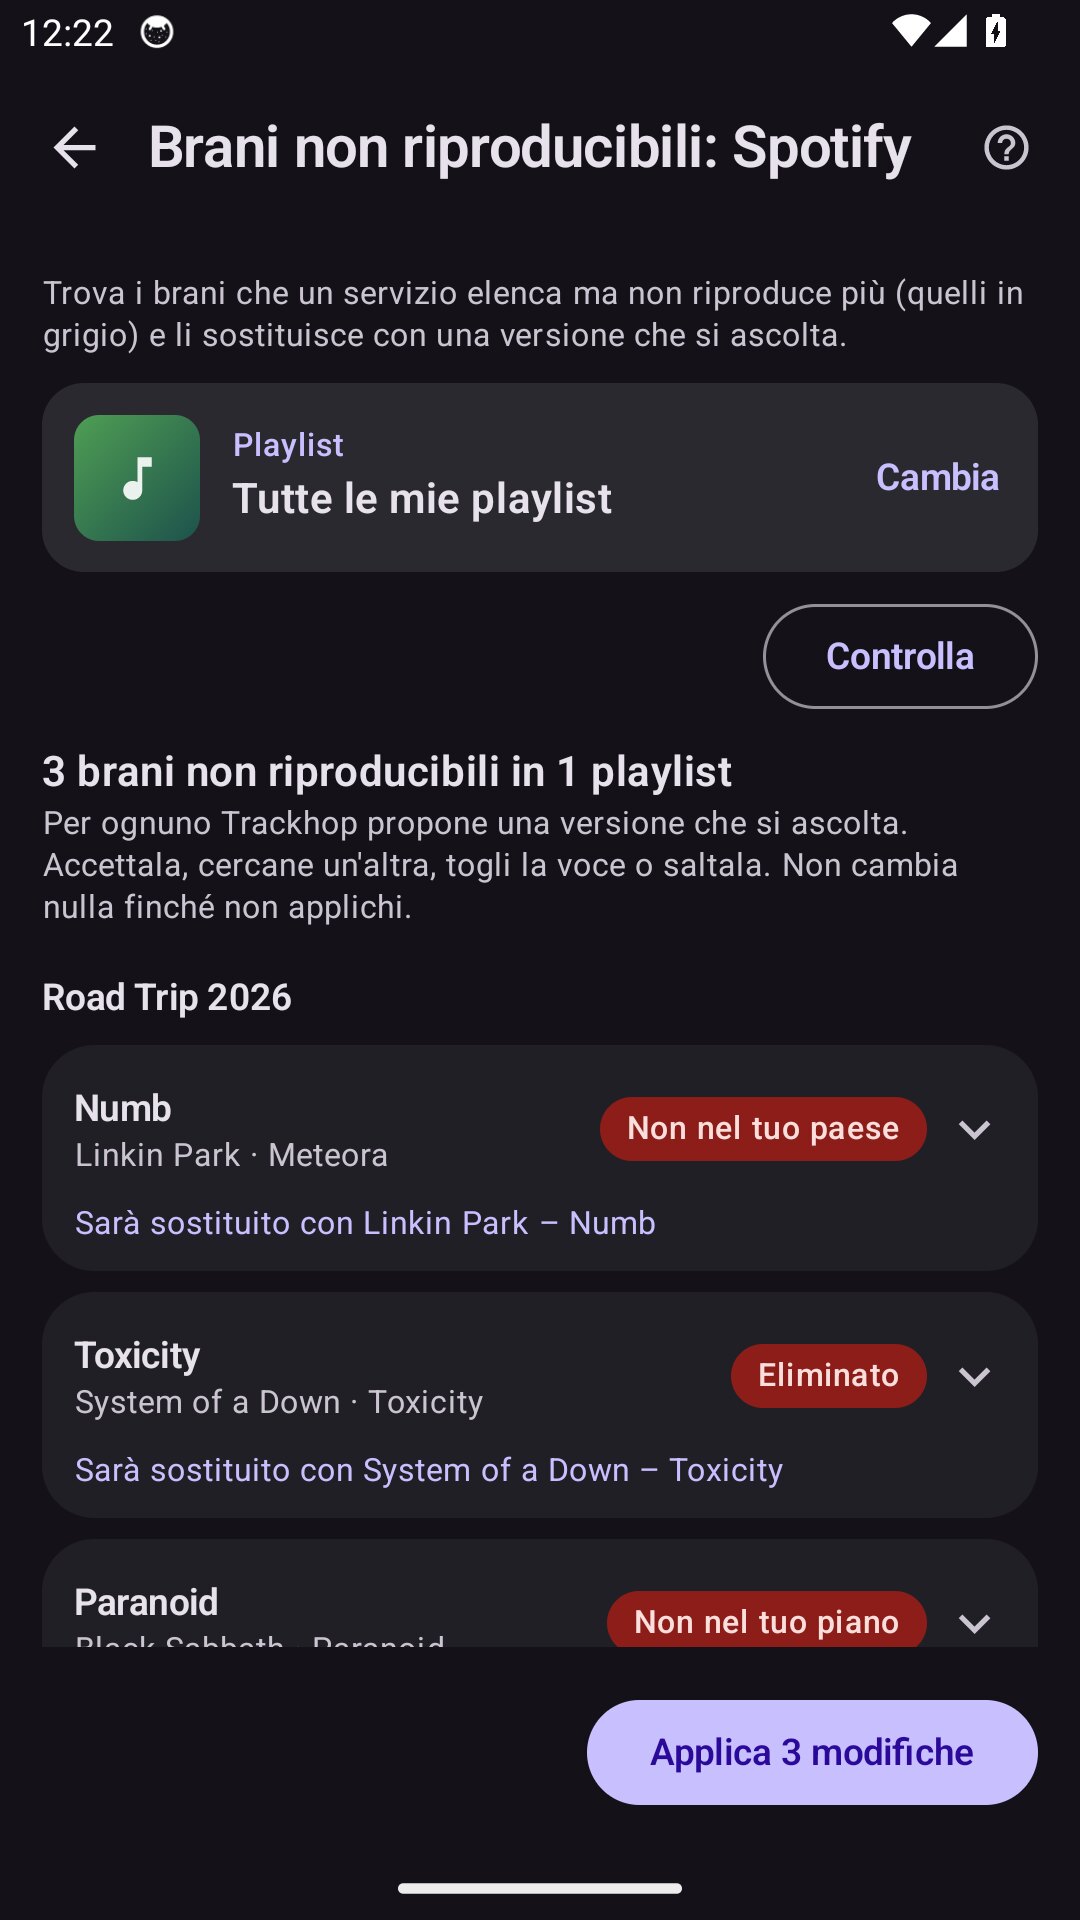 12:22
Brani non riproducibili: Spotify
Trova i brani che un servizio elenca ma non riproduce più (quelli in
grigio) e li sostituisce con una versione che si ascolta.
Playlist
Tutte le mie playlist
Cambia
Controlla
3 brani non riproducibili in 1 playlist
Per ognuno Trackhop propone una versione che si ascolta.
Accettala, cercane un'altra, togli la voce o saltala. Non cambia
nulla finché non applichi.
Road Trip 2026
Numb
Non nel tuo paese
Linkin Park · Meteora
Sarà sostituito con Linkin Park – Numb
Toxicity
Eliminato
System of a Down · Toxicity
Sarà sostituito con System of a Down – Toxicity
Paranoid
Non nel tuo piano
Black Sabbath · Paranoid
Applica 3 modifiche